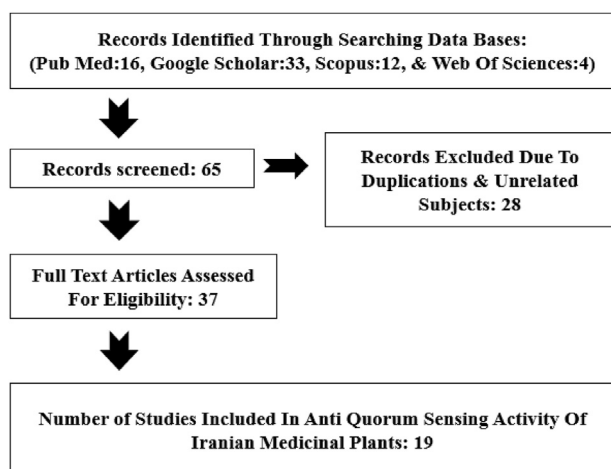 Records Identified Through Searching Data Bases:
(Pub Med:16, Google Scholar:33, Scopus:12, & Web Of Sciences:4)
Records screened: 65
Records Excluded Due To
Duplications & Unrelated
Subjects: 28
Full Text Articles Assessed
For Eligibility: 37
Number of Studies Included In Anti Quorum Sensing Activity Of
Iranian Medicinal Plants: 19